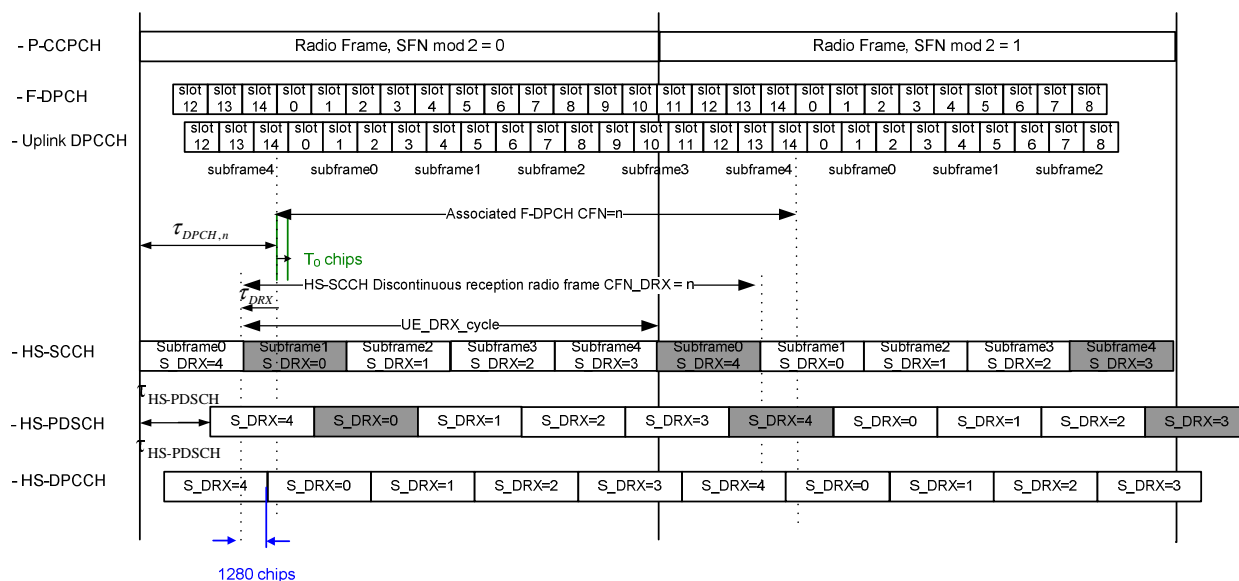 - P-CCPCH
Radio Frame, SFN mod 2 = 0
Radio Frame, SFN mod 2 = 1
- F-DPCH
slot 12 slot 13 slot 14 slot 0 slot 1 slot 2 slot 3 slot 4 slot 5 slot 6 slot 7 slot 8 slot 9 slot 10 slot 11 slot 12 slot 13 slot 14 slot 0 slot 1 slot 2 slot 3 slot 4 slot 5 slot 6 slot 7 slot 8
- Uplink DPCCH
slot 12 slot 13 slot 14 slot 0 slot 1 slot 2 slot 3 slot 4 slot 5 slot 6 slot 7 slot 8 slot 9 slot 10 slot 11 slot 12 slot 13 slot 14 slot 0 slot 1 slot 2 slot 3 slot 4 slot 5 slot 6 slot 7 slot 8
subframe4 subframe0 subframe1 subframe2 subframe3 subframe4 subframe0 subframe1 subframe2
Associated F-DPCH CFN=n
τDPCH,n
T0 chips
HS-SCCH Discontinuous reception radio frame CFN_DRX = n
τDRX
UE_DRX_cycle
- HS-SCCH
Subframe0 Subframe1 Subframe2 Subframe3 Subframe4 Subframe0 Subframe1 Subframe2 Subframe3 Subframe4
S_DRX=4 S_DRX=0 S_DRX=1 S_DRX=2 S_DRX=3 S_DRX=4 S_DRX=0 S_DRX=1 S_DRX=2 S_DRX=3
τHS-PDSCH
- HS-PDSCH
S_DRX=4 S_DRX=0 S_DRX=1 S_DRX=2 S_DRX=3 S_DRX=4 S_DRX=0 S_DRX=1 S_DRX=2 S_DRX=3
τHS-PDSCH
- HS-DPCCH
S_DRX=4 S_DRX=0 S_DRX=1 S_DRX=2 S_DRX=3 S_DRX=4 S_DRX=0 S_DRX=1 S_DRX=2 S_DRX=3
1280 chips